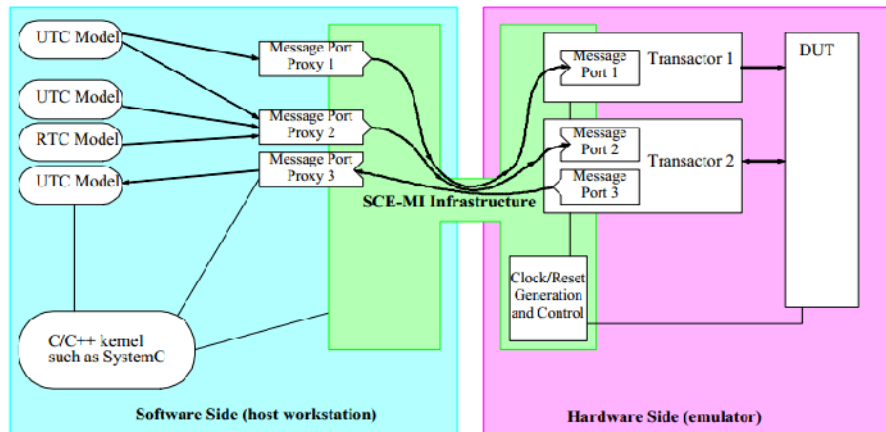 UTC Model
Message Port
Proxy 1
Message
Port 1
Transactor 1
DUT
UTC Model
RTC Model
UTC Model
Message Port
Proxy 2
Message Port
Proxy 3
Message
Port 2
Message
Port 3
Transactor 2
SCE-MI Infrastructure
Clock/Reset
Generation
and Control
C/C++ kernel
such as SystemC
Software Side (host workstation)
Hardware Side (emulator)